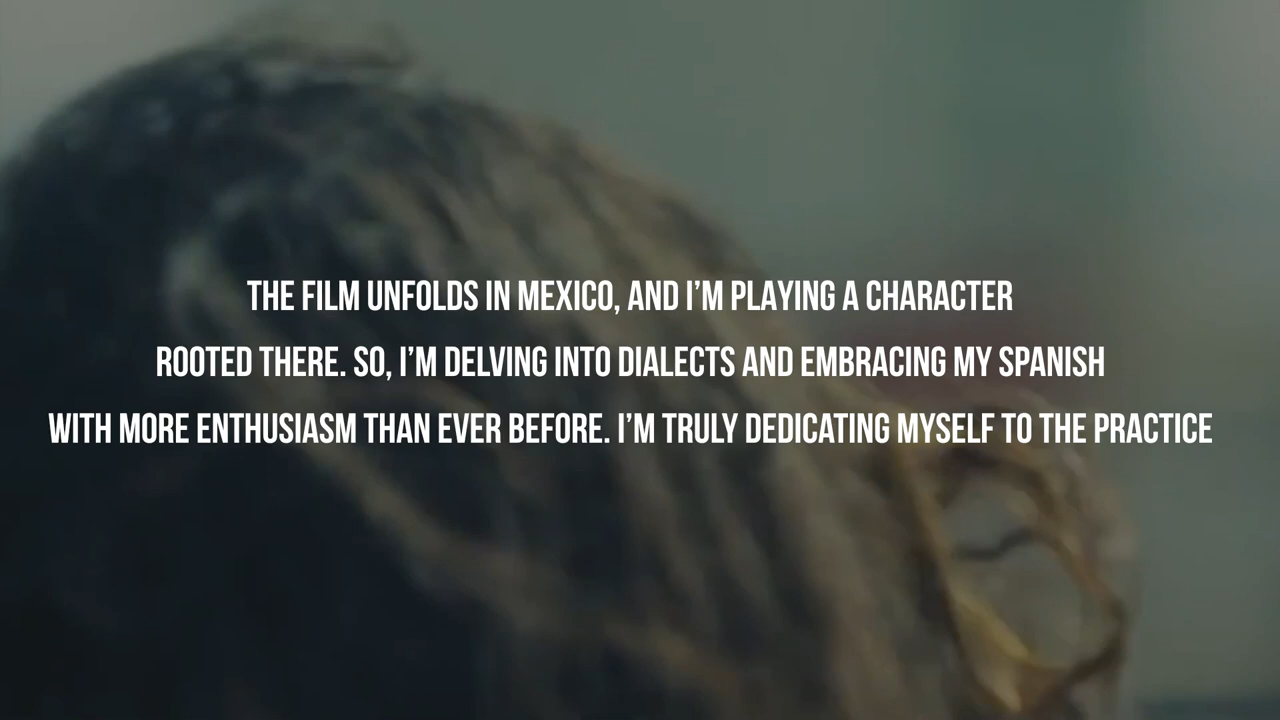 THE FILM UNFOLDS IN MEXICO, AND I’M PLAYING A CHARACTER
ROOTED THERE. SO, I’M DELVING INTO DIALECTS AND EMBRACING MY SPANISH
WITH MORE ENTHUSIASM THAN EVER BEFORE. I’M TRULY DEDICATING MYSELF TO THE PRACTICE